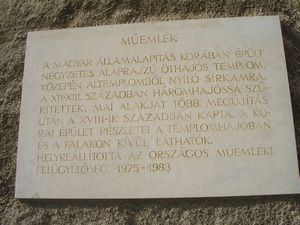 MŰEMLÉK
A MAGYAR ÁLLAMALAPÍTÁS KORÁBAN ÉPÜLT
NÉGYZETES ALAPRAJZÚ ÖTHAJÓS TEMPLOM,
KÖZEPÉN ALTEMPLOMBÓL NYÍLÓ SÍRKAMRA.
A XII-XIII. SZÁZADBAN HÁROMHAJÓSSÁ SZŰ-
KÍTETTÉK. MAI ALAKJÁT TÖBB MEGÚJÍTÁS
UTÁN A XVIII-IK SZÁZADBAN KAPTA. A KO-
RAI ÉPÜLET RÉSZLETEI A TEMPLOMHAJÓBAN
ÉS A FALAKON KÍVÜL LÁTHATÓK.
HELYREÁLLÍTOTTA AZ ORSZÁGOS MŰEMLÉKI
FELÜGYELŐSÉG 1975-1983